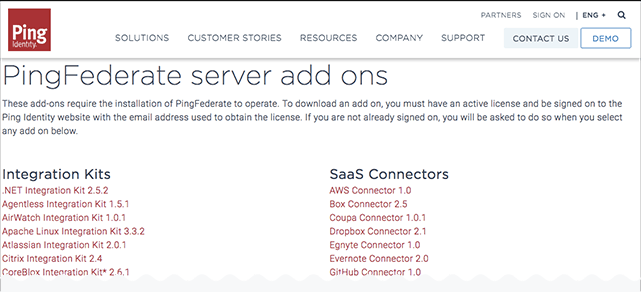 PARTNERS SIGN ON | ENG + 
Ping
Identity.
SOLUTIONS CUSTOMER STORIES RESOURCES COMPANY SUPPORT CONTACT US DEMO
PingFederate server add ons
These add-ons require the installation of PingFederate to operate. To download an add on, you must have an active license and be signed on to the
Ping Identity website with the email address used to obtain the license. If you are not already signed on, you will be asked to do so when you select
any add on below.
Integration Kits
.NET Integration Kit 2.5.2
Agentless Integration Kit 1.5.1
AirWatch Integration Kit 1.0.1
Apache Linux Integration Kit 3.3.2
Atlassian Integration Kit 2.0.1
Citrix Integration Kit 2.4
CoreBlox Integration Kit* 2.6.1
SaaS Connectors
AWS Connector 1.0
Box Connector 2.5
Coupa Connector 1.0.1
Dropbox Connector 2.1
Egnyte Connector 1.0
Evernote Connector 2.0
GitHub Connector 1.0